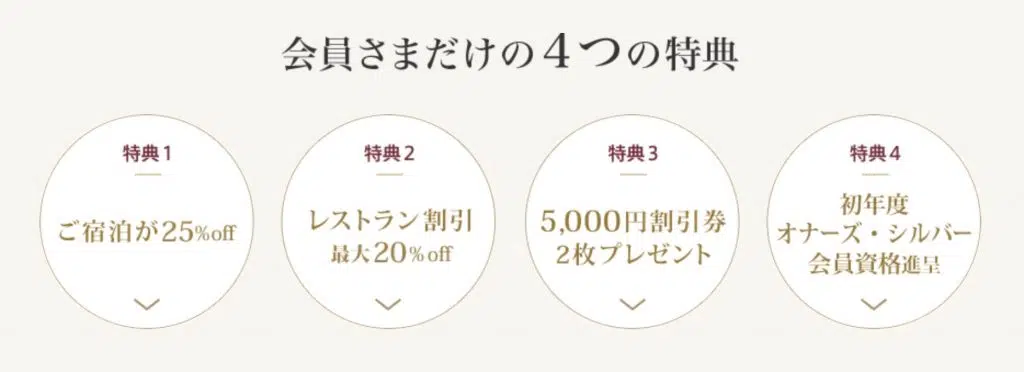 会員さまだけの4つの特典
特典1
ご宿泊が25%off
特典2
レストラン割引
最大20%off
特典3
5,000円割引券
2枚プレゼント
特典4
初年度
オナーズ・シルバー
会員資格進呈